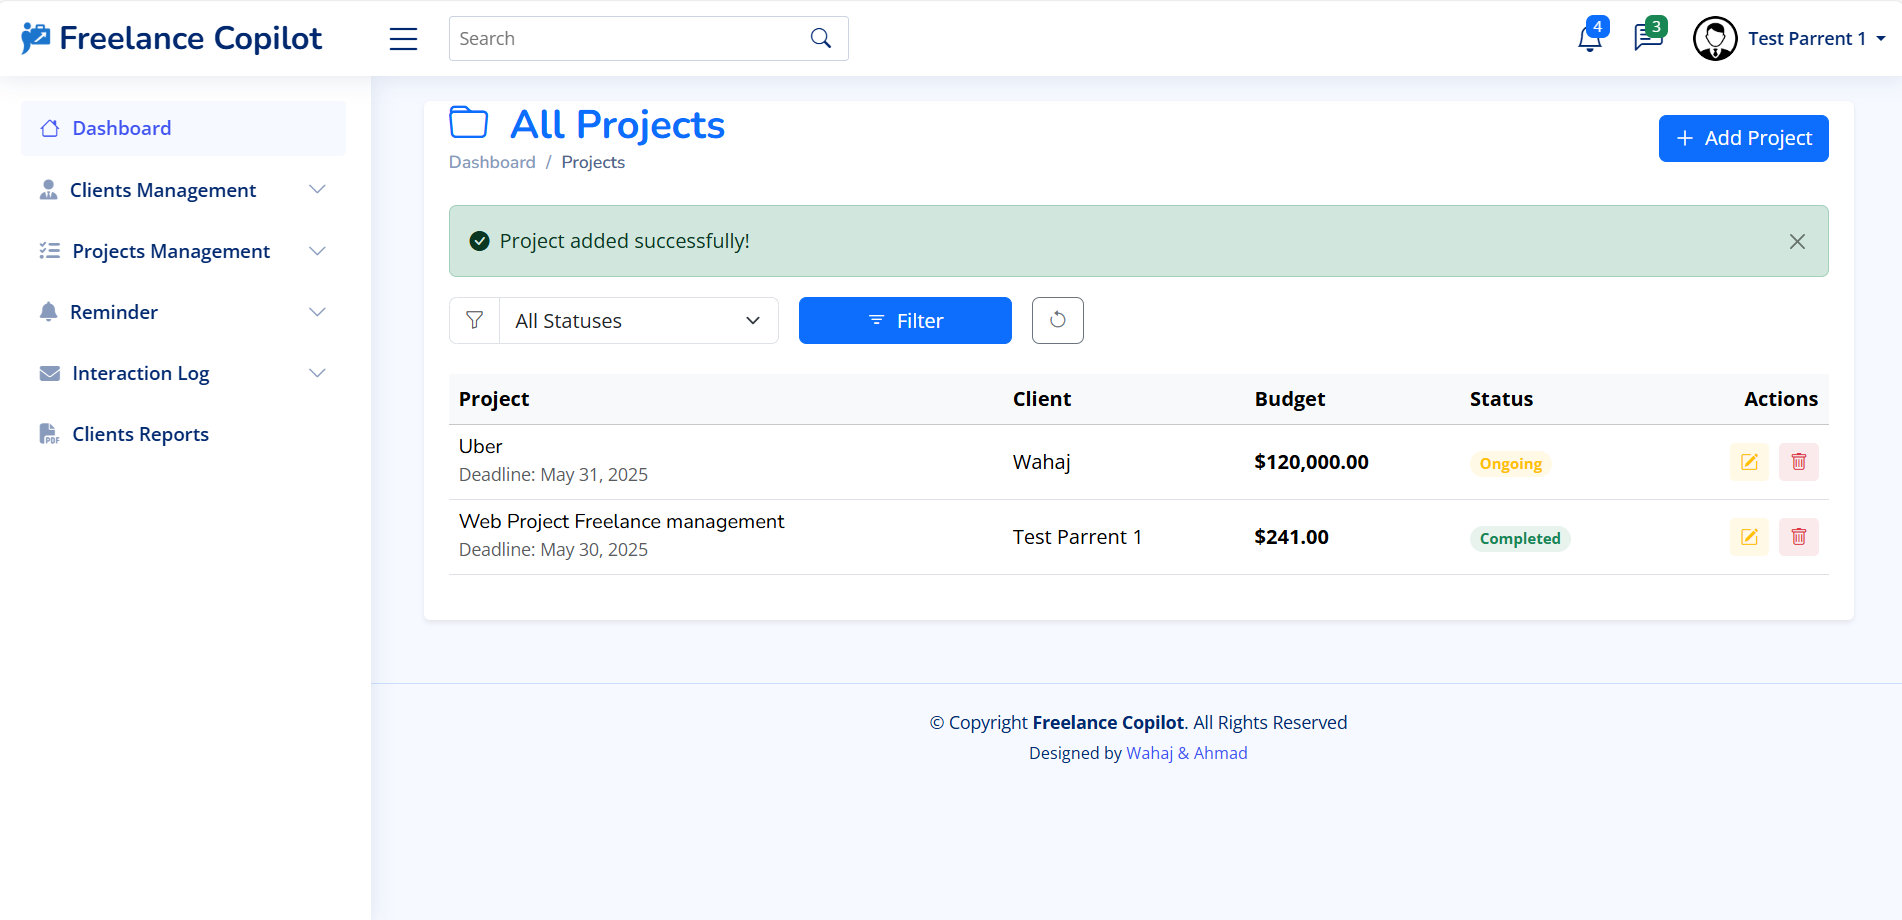 Freelance Copilot
Search
4
3
Test Parrent 1
Dashboard
Clients Management
Projects Management
Reminder
Interaction Log
PDF
Clients Reports
All Projects
Dashboard / Projects
+ Add Project
Project added successfully!
All Statuses
Filter
Project Client Budget Status Actions
Uber
Deadline: May 31, 2025
Wahaj $120,000.00 Ongoing
Web Project Freelance management
Deadline: May 30, 2025
Test Parrent 1 $241.00 Completed
© Copyright Freelance Copilot. All Rights Reserved
Designed by Wahaj & Ahmad